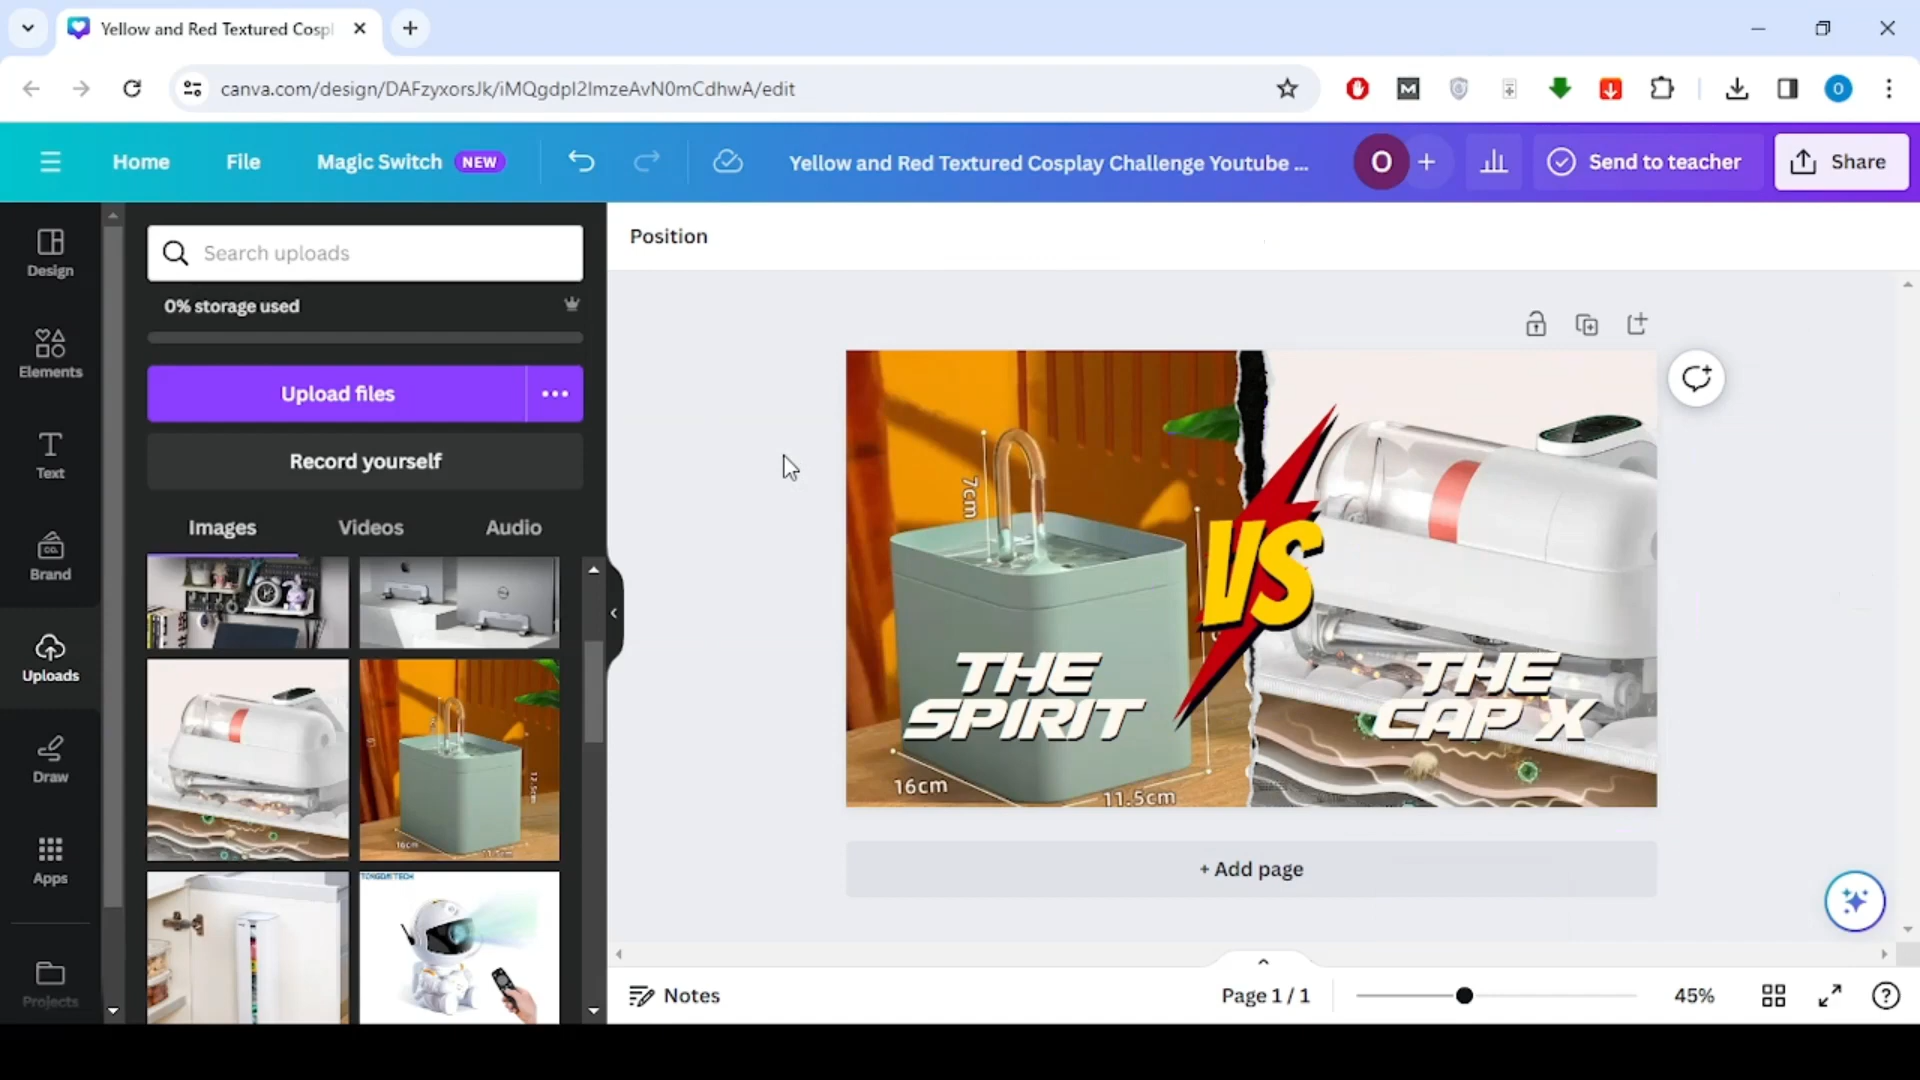 Yellow and Red Textured Cospl
canva.com/design/DAFzyxorsJk/iMQgdpI2ImzeAvN0mCdhwA/edit
O
Home
File
Magic Switch NEW
Yellow and Red Textured Cosplay Challenge Youtube ...
O
Send to teacher
Share
Design
Elements
Text
Brand
Uploads
Draw
Apps
Projects
Search uploads
0% storage used
Upload files
Record yourself
Images
Videos
Audio
16cm
TONGDAITECH
Position
7cm
VS
THE
SPIRIT
THE
CAP X
16cm
11.5cm
+ Add page
Notes
Page 1 / 1
45%